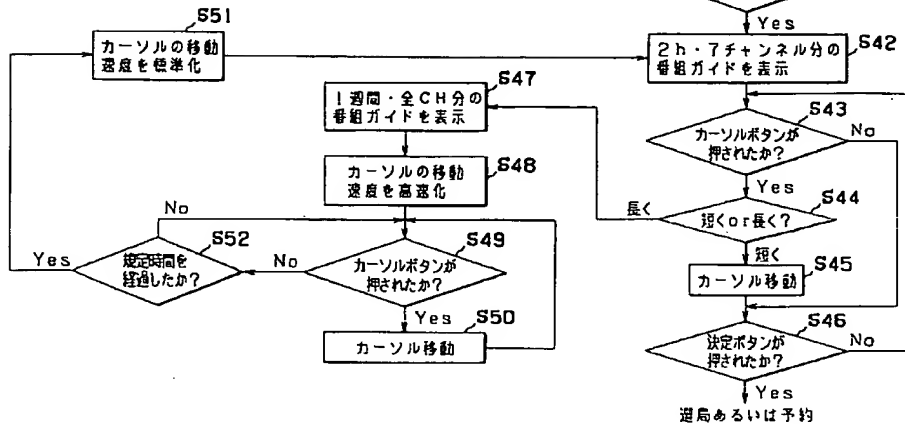 S51
カーソルの移動
速度を標準化
Yes
S42
2h・7チャンネル分の
番組ガイドを表示
S47
1週間・全CH分の
番組ガイドを表示
S43
カーソルボタンが
押されたか?
No
S48
カーソルの移動
速度を高速化
Yes
S44
長く
短くor長く?
No
S52
規定時間を
経過したか?
Yes
No
S49
カーソルボタンが
押されたか?
短く
S45
カーソル移動
Yes
S50
カーソル移動
S46
決定ボタンが
押されたか?
No
Yes
選局あるいは予約